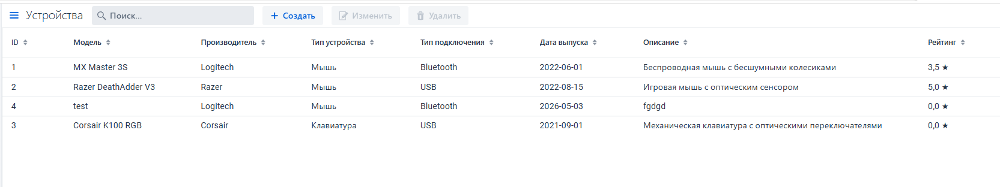 Устройства Поиск... + Создать Изменить Удалить
ID Модель Производитель Тип устройства Тип подключения Дата выпуска Описание Рейтинг
1 MX Master 3S Logitech Мышь Bluetooth 2022-06-01 Беспроводная мышь с бесшумными колесиками 3,5 ★
2 Razer DeathAdder V3 Razer Мышь USB 2022-08-15 Игровая мышь с оптическим сенсором 5,0 ★
4 test Logitech Мышь Bluetooth 2026-05-03 fgdgd 0,0 ★
3 Corsair K100 RGB Corsair Клавиатура USB 2021-09-01 Механическая клавиатура с оптическими переключателями 0,0 ★